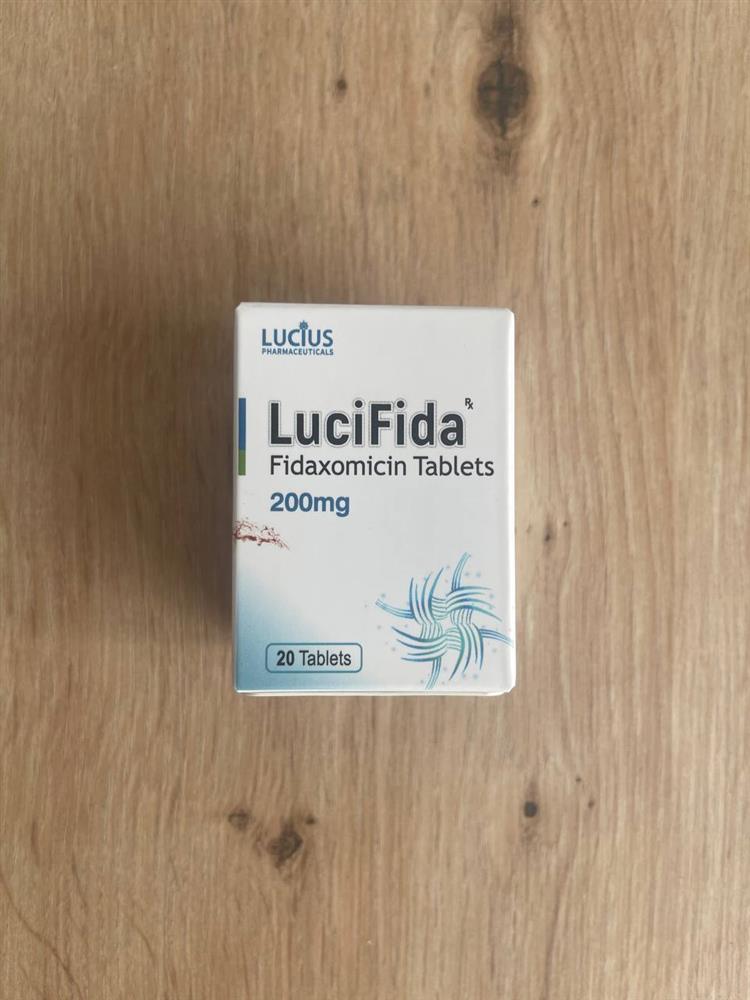 LUCIUS
PHARMACEUTICALS
LuciFida Rx
Fidaxomicin Tablets
200mg
20 Tablets